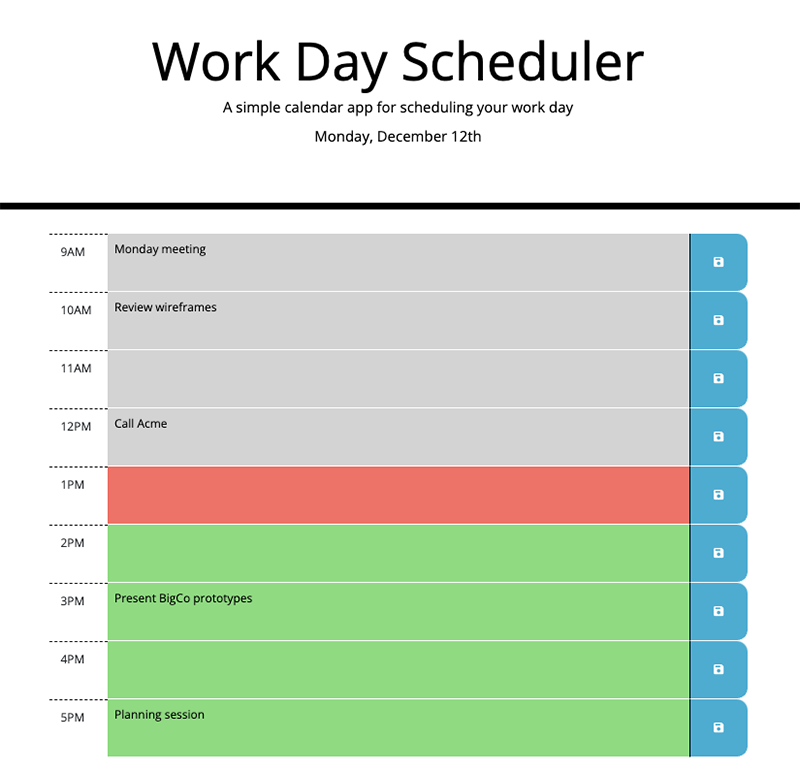 Work Day Scheduler
A simple calendar app for scheduling your work day
Monday, December 12th
9AM Monday meeting
10AM Review wireframes
11AM
12PM Call Acme
1PM
2PM
3PM Present BigCo prototypes
4PM
5PM Planning session